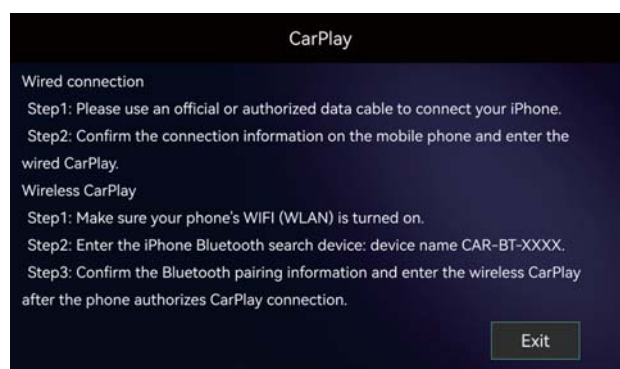 CarPlay
Wired connection
Step1: Please use an official or authorized data cable to connect your iPhone.
Step2: Confirm the connection information on the mobile phone and enter the
wired CarPlay.
Wireless CarPlay
Step1: Make sure your phone's WIFI (WLAN) is turned on.
Step2: Enter the iPhone Bluetooth search device: device name CAR-BT-XXXX.
Step3: Confirm the Bluetooth pairing information and enter the wireless CarPlay
after the phone authorizes CarPlay connection.
Exit